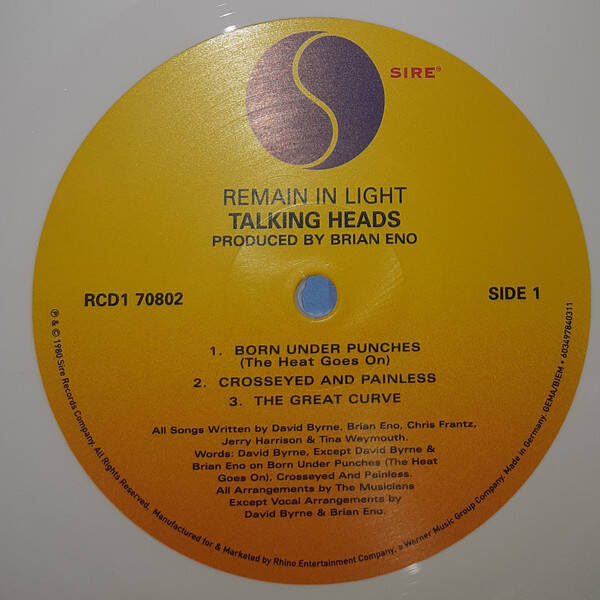 SIRE®
REMAIN IN LIGHT
TALKING HEADS
PRODUCED BY BRIAN ENO
RCD1 70802
SIDE 1
1. BORN UNDER PUNCHES
(The Heat Goes On)
2. CROSSEYED AND PAINLESS
3. THE GREAT CURVE
All Songs Written by David Byrne, Brian Eno, Chris Frantz,
Jerry Harrison & Tina Weymouth.
Words: David Byrne, Except David Byrne &
Brian Eno on Born Under Punches (The Heat
Goes On), Crosseyed And Painless.
All Arrangements by The Musicians
Except Vocal Arrangements by
David Byrne & Brian Eno.
℗ & © 1980 Sire Records Company. All Rights Reserved. Manufactured for & Marketed by Rhino Entertainment Company, a Warner Music Group Company. Made in Germany. GEMA/BIEM • 603497840311